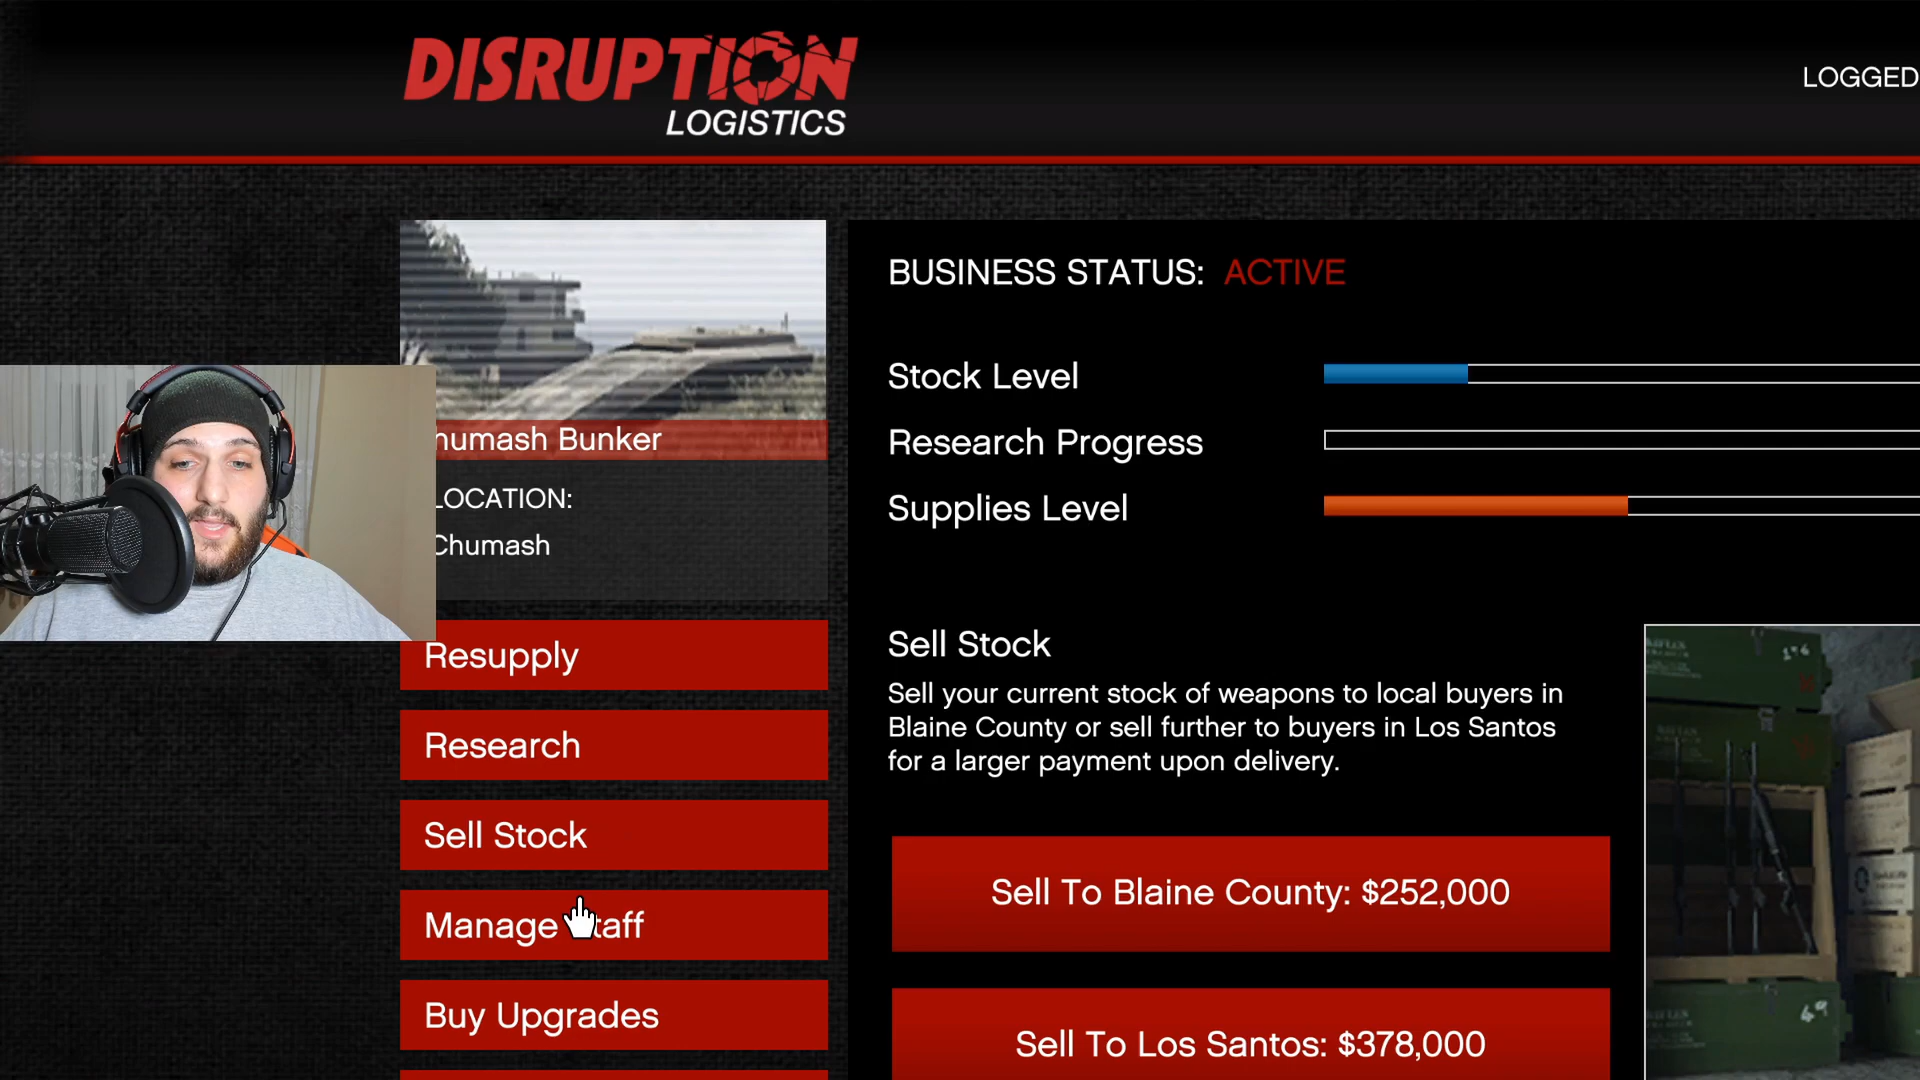 DISRUPTION
LOGISTICS
LOGGED
humash Bunker
LOCATION:
Chumash
Resupply
Research
Sell Stock
Manage taff
Buy Upgrades
BUSINESS STATUS: ACTIVE
Stock Level
Research Progress
Supplies Level
Sell Stock
Sell your current stock of weapons to local buyers in
Blaine County or sell further to buyers in Los Santos
for a larger payment upon delivery.
Sell To Blaine County: $252,000
Sell To Los Santos: $378,000